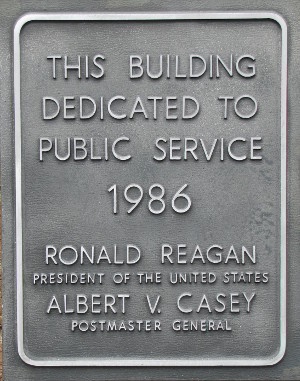 THIS BUILDING
DEDICATED TO
PUBLIC SERVICE
1986
RONALD REAGAN
PRESIDENT OF THE UNITED STATES
ALBERT V. CASEY
POSTMASTER GENERAL